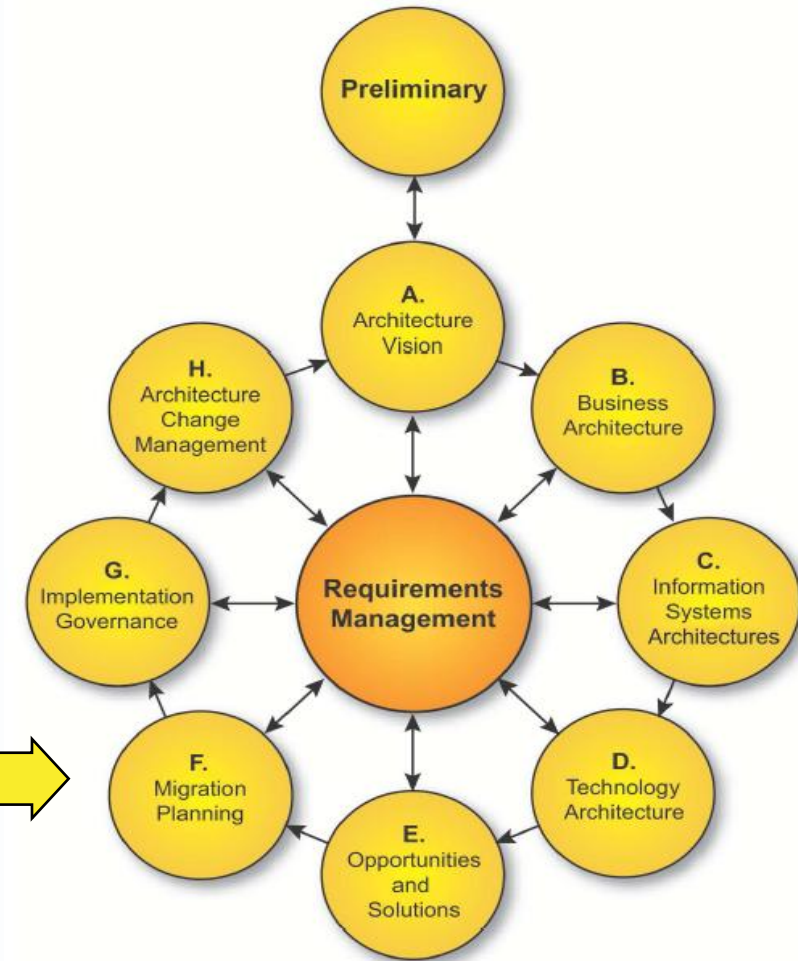 Preliminary
A.
Architecture
Vision
B.
Business
Architecture
C.
Information
Systems
Architectures
D.
Technology
Architecture
E.
Opportunities
and
Solutions
F.
Migration
Planning
G.
Implementation
Governance
H.
Architecture
Change
Management
Requirements
Management